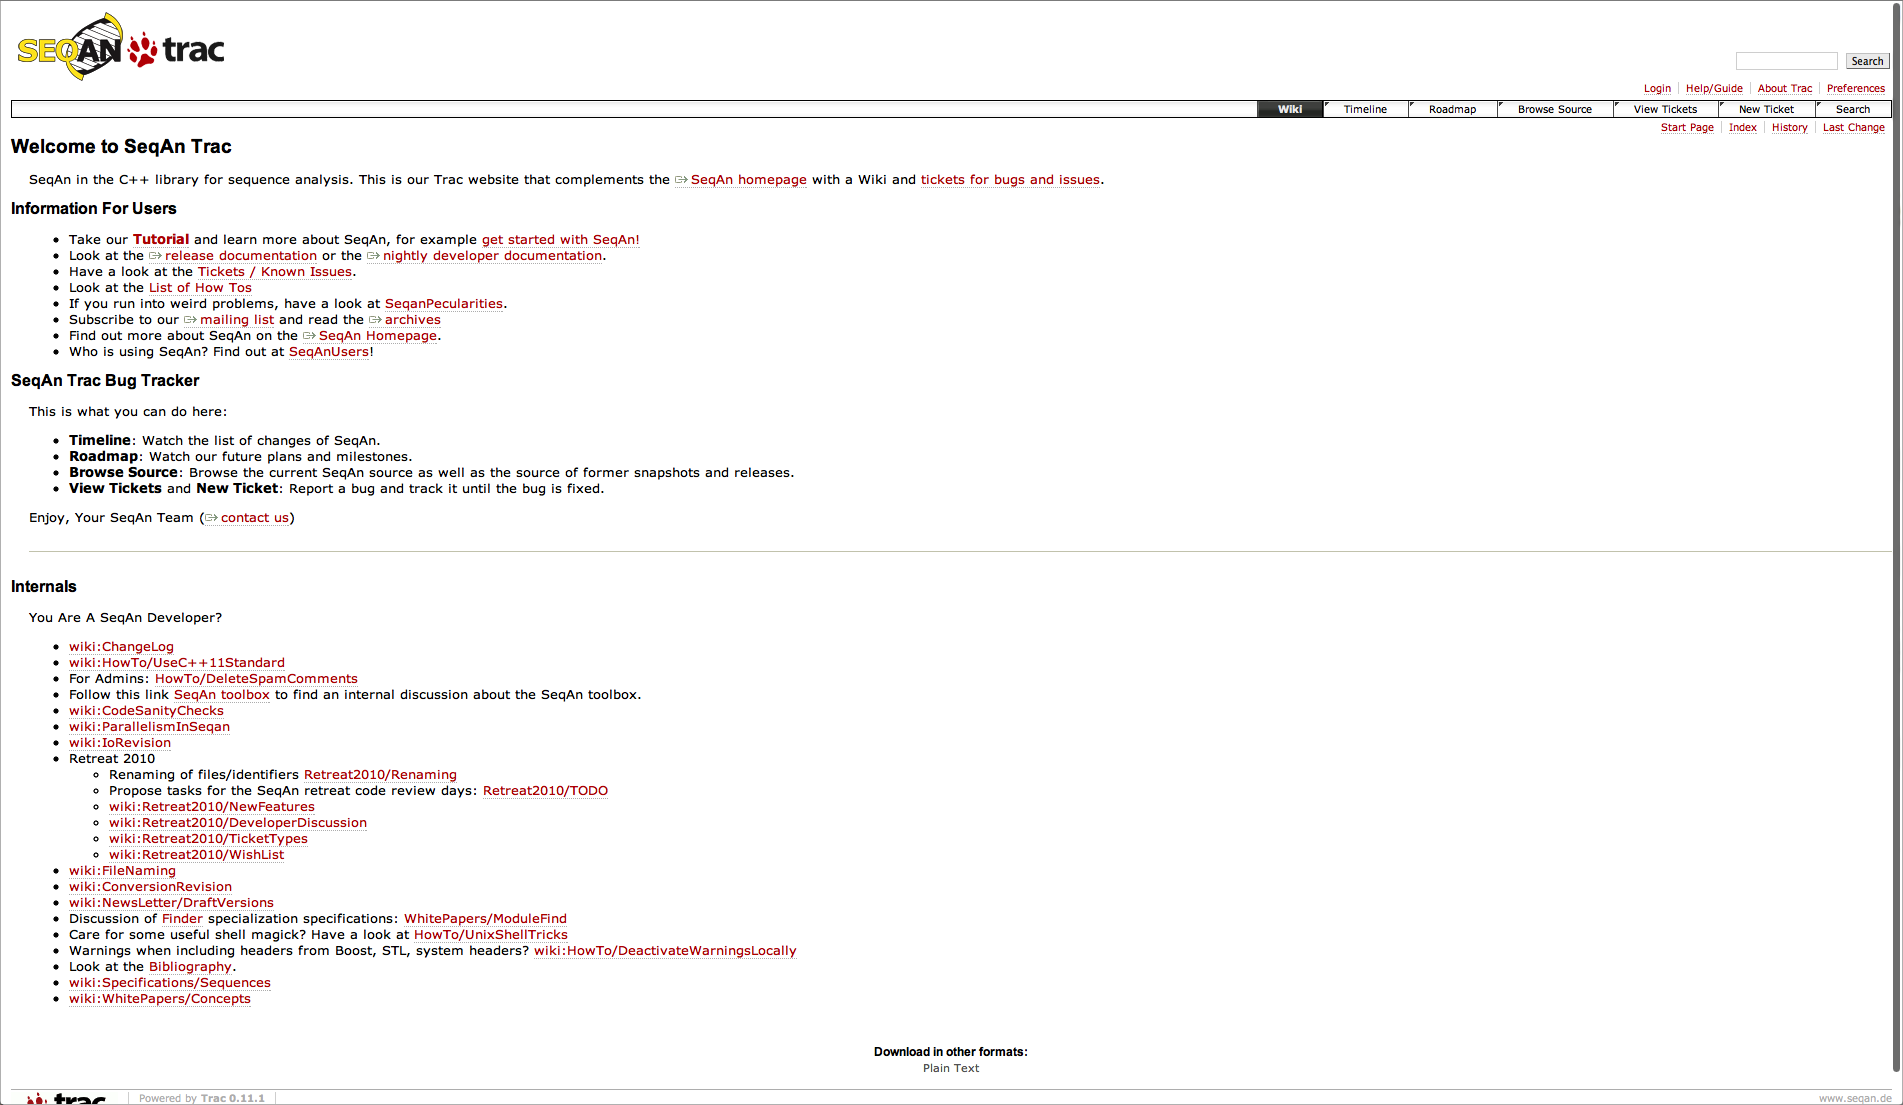 SEQAN trac
Search
Login Help/Guide About Trac Preferences
Wiki Timeline Roadmap Browse Source View Tickets New Ticket Search
Start Page Index History Last Change
Welcome to SeqAn Trac
SeqAn in the C++ library for sequence analysis. This is our Trac website that complements the SeqAn homepage with a Wiki and tickets for bugs and issues.
Information For Users
Take our Tutorial and learn more about SeqAn, for example get started with SeqAn!
Look at the release documentation or the nightly developer documentation.
Have a look at the Tickets / Known Issues.
Look at the List of How Tos
If you run into weird problems, have a look at SeqanPecularities.
Subscribe to our mailing list and read the archives
Find out more about SeqAn on the SeqAn Homepage.
Who is using SeqAn? Find out at SeqAnUsers!
SeqAn Trac Bug Tracker
This is what you can do here:
Timeline: Watch the list of changes of SeqAn.
Roadmap: Watch our future plans and milestones.
Browse Source: Browse the current SeqAn source as well as the source of former snapshots and releases.
View Tickets and New Ticket: Report a bug and track it until the bug is fixed.
Enjoy, Your SeqAn Team (contact us)
Internals
You Are A SeqAn Developer?
wiki:ChangeLog
wiki:HowTo/UseC++11Standard
For Admins: HowTo/DeleteSpamComments
Follow this link SeqAn toolbox to find an internal discussion about the SeqAn toolbox.
wiki:CodeSanityChecks
wiki:ParallelismInSeqan
wiki:IoRevision
Retreat 2010
Renaming of files/identifiers Retreat2010/Renaming
Propose tasks for the SeqAn retreat code review days: Retreat2010/TODO
wiki:Retreat2010/NewFeatures
wiki:Retreat2010/DeveloperDiscussion
wiki:Retreat2010/TicketTypes
wiki:Retreat2010/WishList
wiki:FileNaming
wiki:ConversionRevision
wiki:NewsLetter/DraftVersions
Discussion of Finder specialization specifications: WhitePapers/ModuleFind
Care for some useful shell magick? Have a look at HowTo/UnixShellTricks
Warnings when including headers from Boost, STL, system headers? wiki:HowTo/DeactivateWarningsLocally
Look at the Bibliography.
wiki:Specifications/Sequences
wiki:WhitePapers/Concepts
Download in other formats:
Plain Text
trac Powered by Trac 0.11.1 www.seqan.de